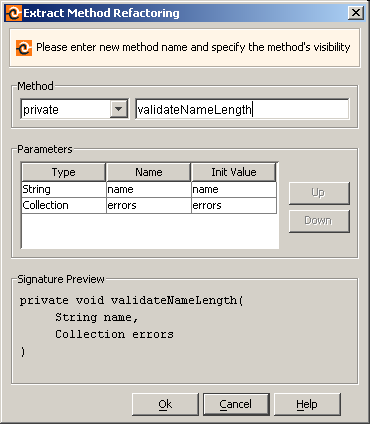 Extract Method Refactoring
Please enter new method name and specify the method's visibility
Method
private validateNameLength
Parameters
Type Name Init Value
String name name
Collection errors errors
Up
Down
Signature Preview
private void validateNameLength(
String name,
Collection errors
)
Ok Cancel Help